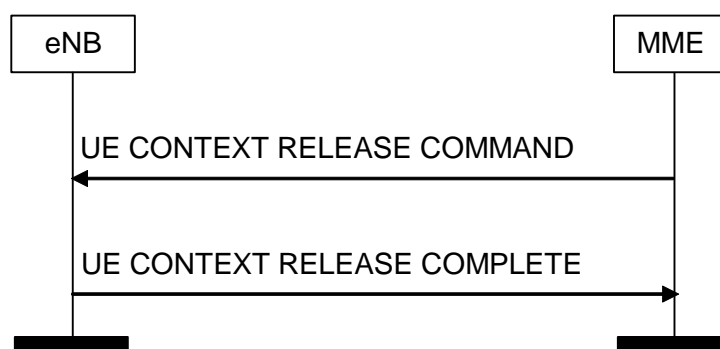 eNB
MME
UE CONTEXT RELEASE COMMAND
UE CONTEXT RELEASE COMPLETE